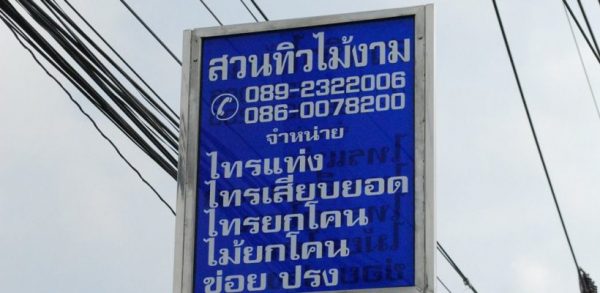 สวนทิวไม้งาม
089-2322006
086-0078200
จำหน่าย
ไทรแท่ง
ไทรเสียบยอด
ไทรยกโคน
ไม้ยกโคน
ข่อย ปรง